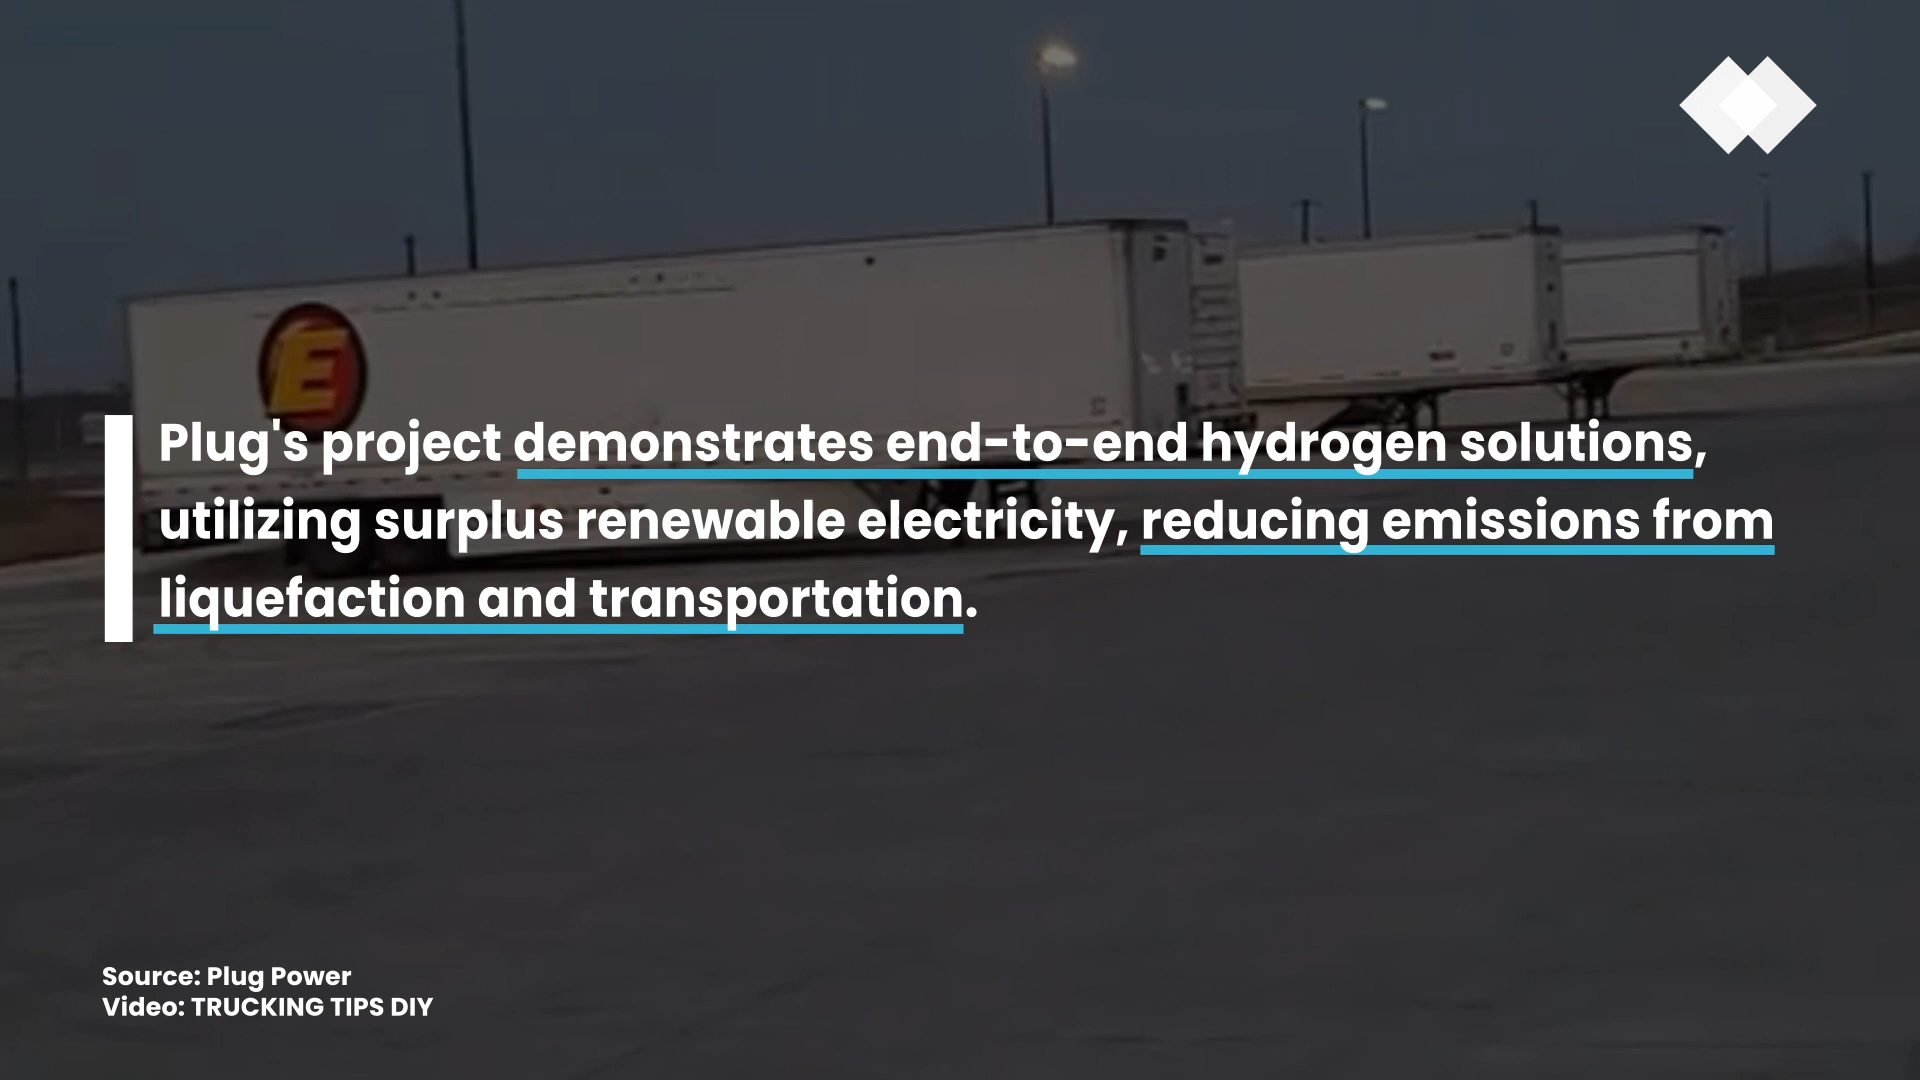 E
Plug's project demonstrates end-to-end hydrogen solutions,
utilizing surplus renewable electricity, reducing emissions from
liquefaction and transportation.
Source: Plug Power
Video: TRUCKING TIPS DIY